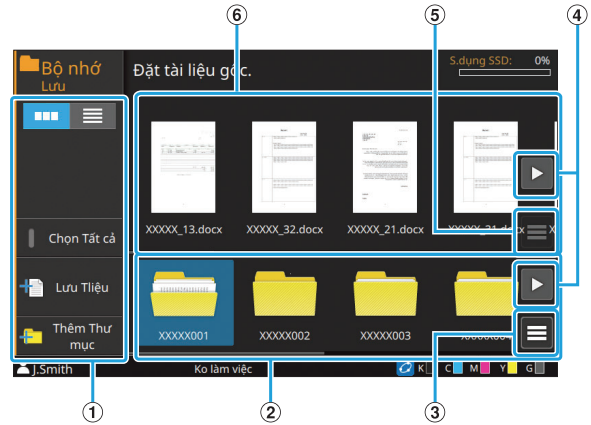 ⑥ ⑤ ④
Bộ nhớ
Lưu
Đặt tài liệu gốc.
S.dụng SSD: 0%
XXXXX_13.docx XXXXX_32.docx XXXXX_21.docx
Chọn Tất cả
Lưu Tliệu
Thêm Thư
mục
XXXXX001 XXXXX002 XXXXX003
J.Smith Ko làm việc K C M Y G
① ② ③